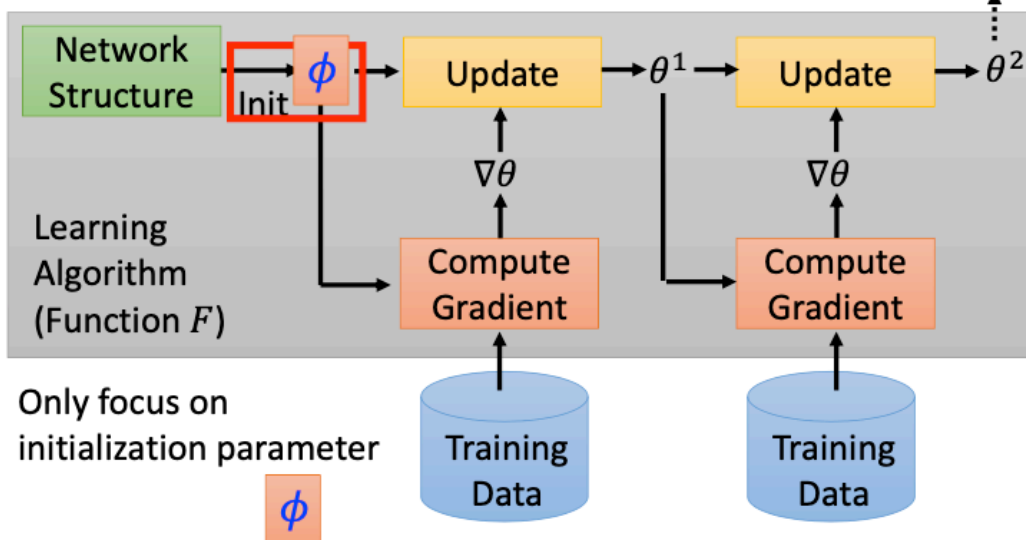 Network
Structure
Init
ϕ
Update
θ¹
Update
θ²
∇θ
∇θ
Learning
Algorithm
(Function F)
Compute
Gradient
Compute
Gradient
Only focus on
initialization parameter
ϕ
Training
Data
Training
Data